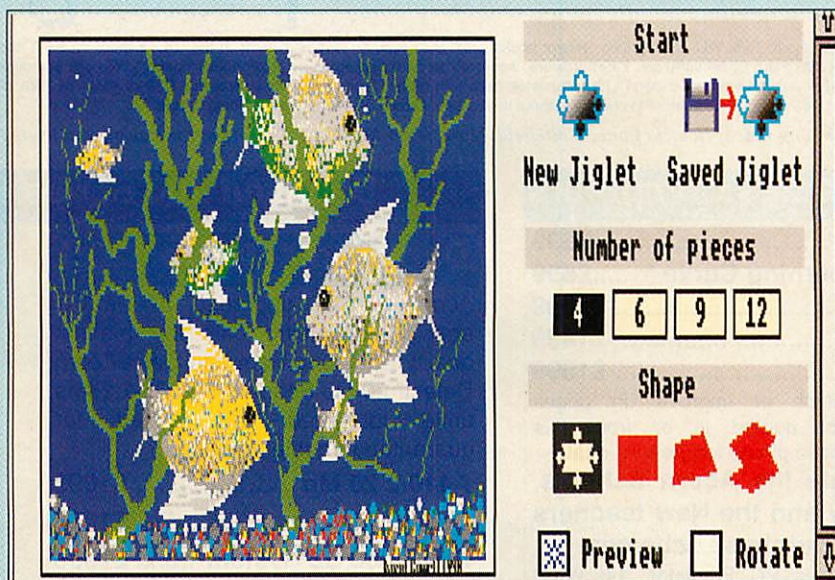 Start
New Jiglet Saved Jiglet
Number of pieces
4 6 9 12
Shape
Preview Rotate